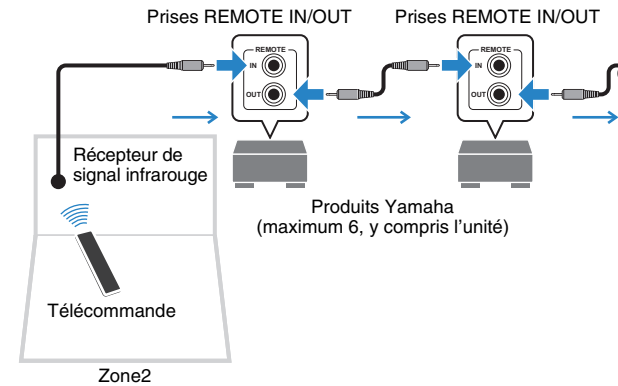 Prises REMOTE IN/OUT
Prises REMOTE IN/OUT
REMOTE
IN
OUT
REMOTE
IN
OUT
Récepteur de
signal infrarouge
Produits Yamaha
(maximum 6, y compris l’unité)
Télécommande
Zone2